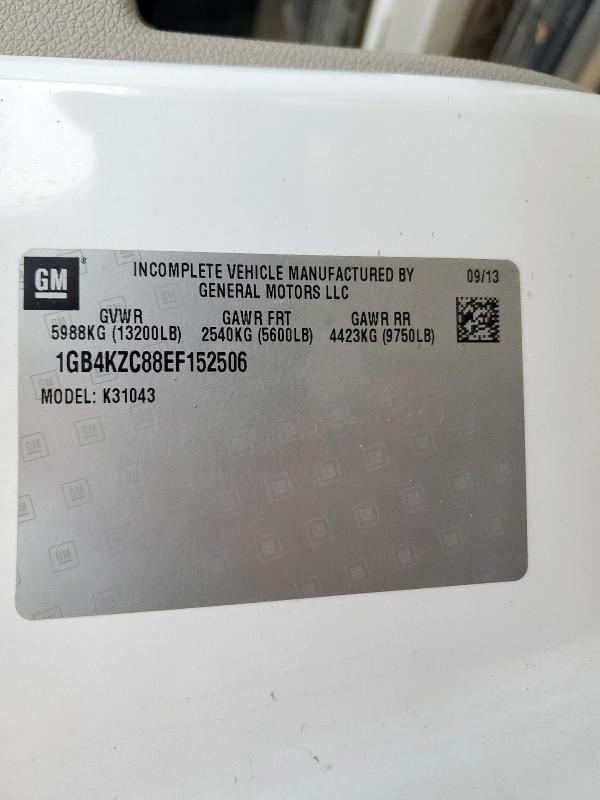 GM ®
INCOMPLETE VEHICLE MANUFACTURED BY
GENERAL MOTORS LLC
09/13
GVWR GAWR FRT GAWR RR
5988KG (13200LB) 2540KG (5600LB) 4423KG (9750LB)
1GB4KZC88EF152506
MODEL: K31043